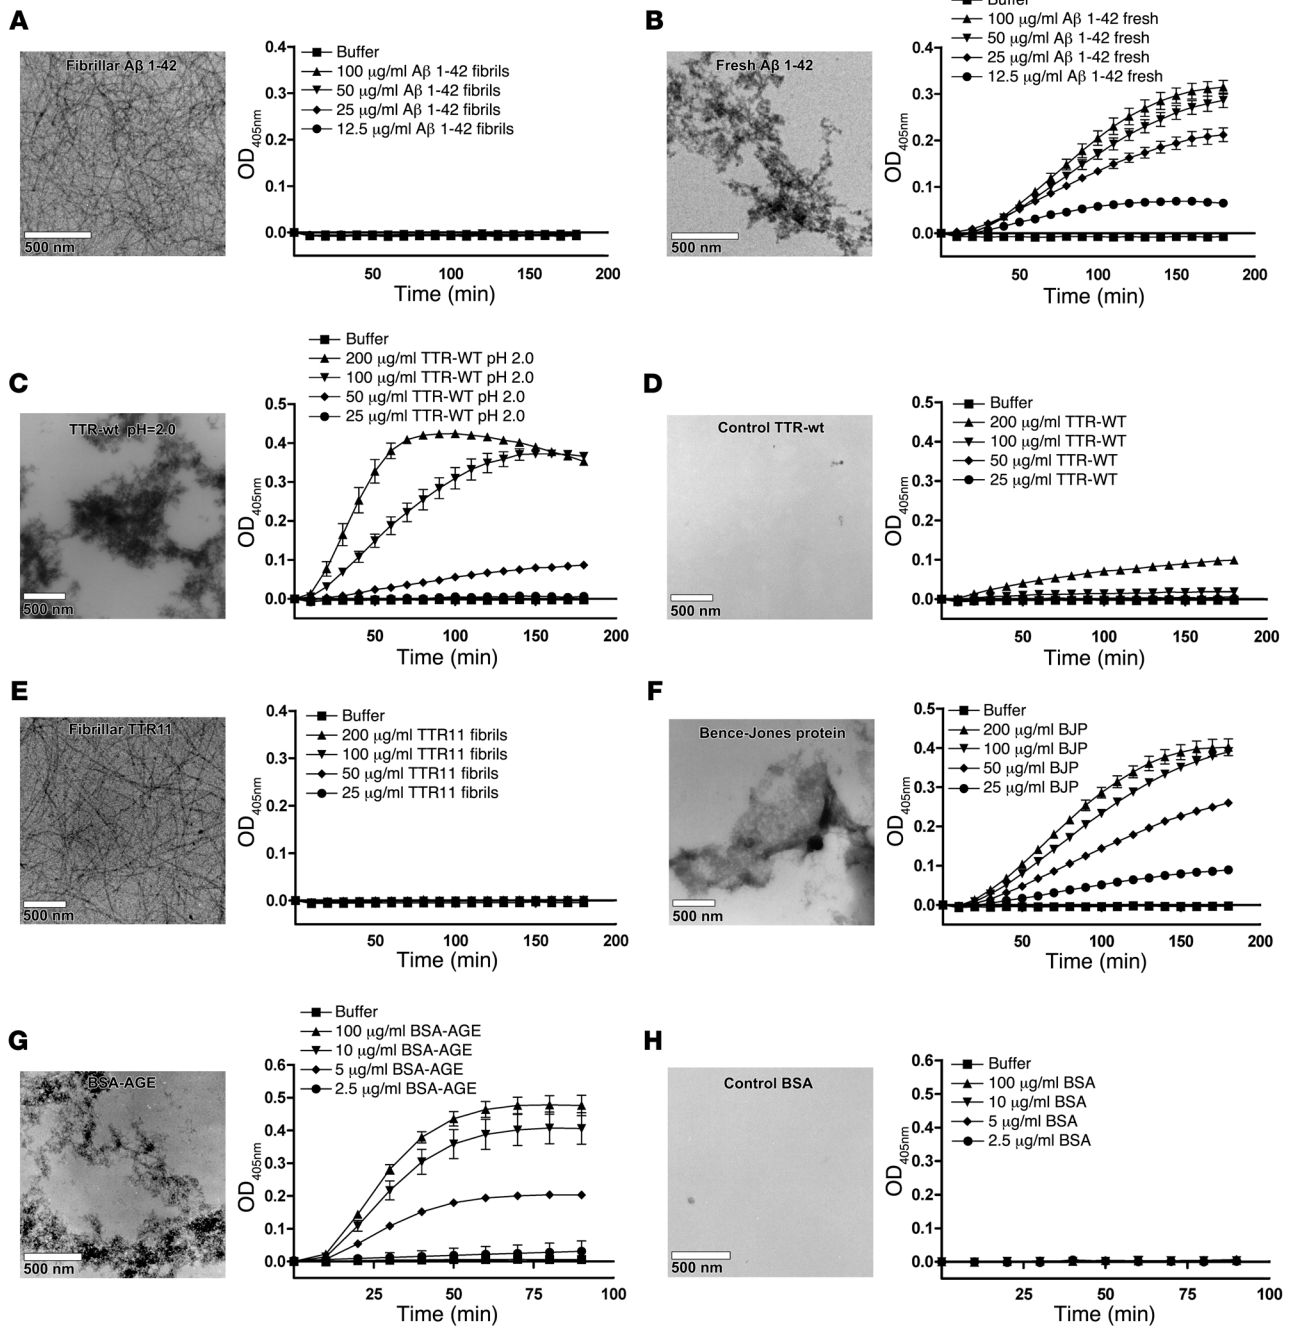 A
Fibrillar Aβ 1-42
500 nm
Buffer
100 μg/ml Aβ 1-42 fibrils
50 μg/ml Aβ 1-42 fibrils
25 μg/ml Aβ 1-42 fibrils
12.5 μg/ml Aβ 1-42 fibrils
OD405nm
0.4
0.3
0.2
0.1
0.0
50 100 150 200
Time (min)
B
Fresh Aβ 1-42
500 nm
Buffer
100 μg/ml Aβ 1-42 fresh
50 μg/ml Aβ 1-42 fresh
25 μg/ml Aβ 1-42 fresh
12.5 μg/ml Aβ 1-42 fresh
OD405nm
0.4
0.3
0.2
0.1
0.0
50 100 150 200
Time (min)
C
TTR-wt pH=2.0
500 nm
Buffer
200 μg/ml TTR-WT pH 2.0
100 μg/ml TTR-WT pH 2.0
50 μg/ml TTR-WT pH 2.0
25 μg/ml TTR-WT pH 2.0
OD405nm
0.5
0.4
0.3
0.2
0.1
0.0
50 100 150 200
Time (min)
D
Control TTR-wt
500 nm
Buffer
200 μg/ml TTR-WT
100 μg/ml TTR-WT
50 μg/ml TTR-WT
25 μg/ml TTR-WT
OD405nm
0.5
0.4
0.3
0.2
0.1
0.0
50 100 150 200
Time (min)
E
Fibrillar TTR11
500 nm
Buffer
200 μg/ml TTR11 fibrils
100 μg/ml TTR11 fibrils
50 μg/ml TTR11 fibrils
25 μg/ml TTR11 fibrils
OD405nm
0.4
0.3
0.2
0.1
0.0
50 100 150 200
Time (min)
F
Bence-Jones protein
500 nm
Buffer
200 μg/ml BJP
100 μg/ml BJP
50 μg/ml BJP
25 μg/ml BJP
OD405nm
0.5
0.4
0.3
0.2
0.1
0.0
50 100 150 200
Time (min)
G
BSA-AGE
500 nm
Buffer
100 μg/ml BSA-AGE
10 μg/ml BSA-AGE
5 μg/ml BSA-AGE
2.5 μg/ml BSA-AGE
OD405nm
0.6
0.5
0.4
0.3
0.2
0.1
0.0
25 50 75 100
Time (min)
H
Control BSA
500 nm
Buffer
100 μg/ml BSA
10 μg/ml BSA
5 μg/ml BSA
2.5 μg/ml BSA
OD405nm
0.6
0.5
0.4
0.3
0.2
0.1
0.0
25 50 75 100
Time (min)